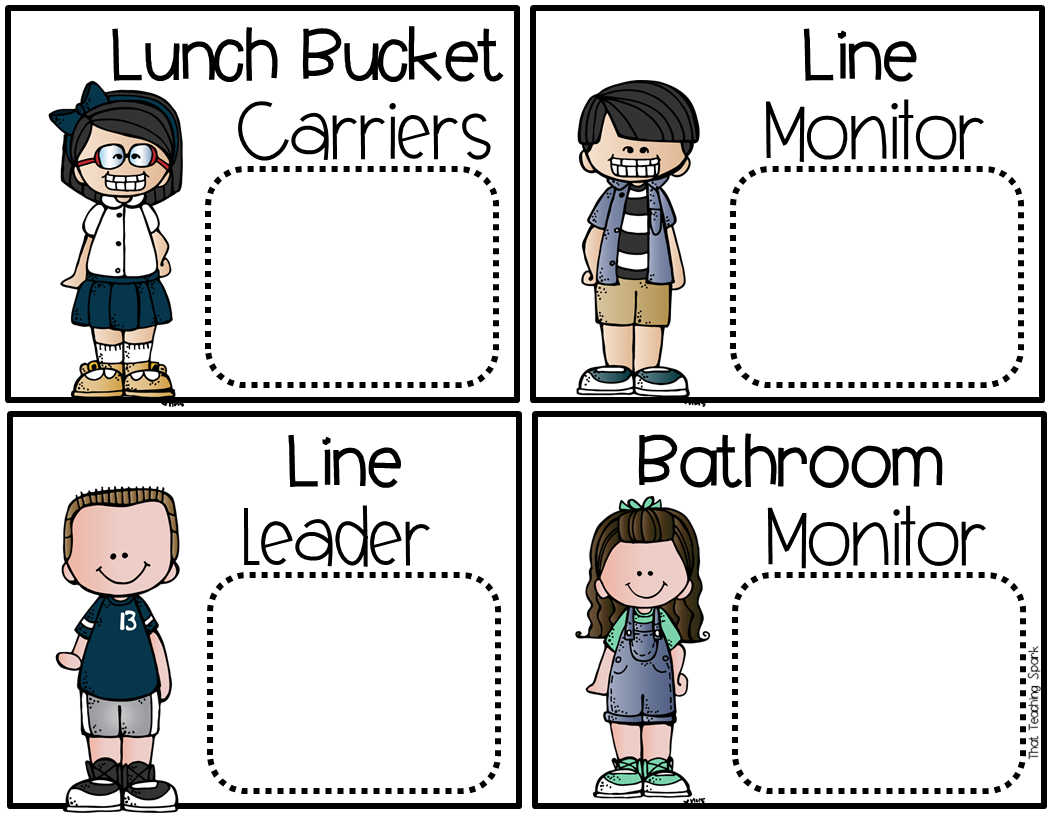 Lunch Bucket
Carriers
Line
Monitor
Line
Leader
13
Bathroom
Monitor
That Teaching Spark